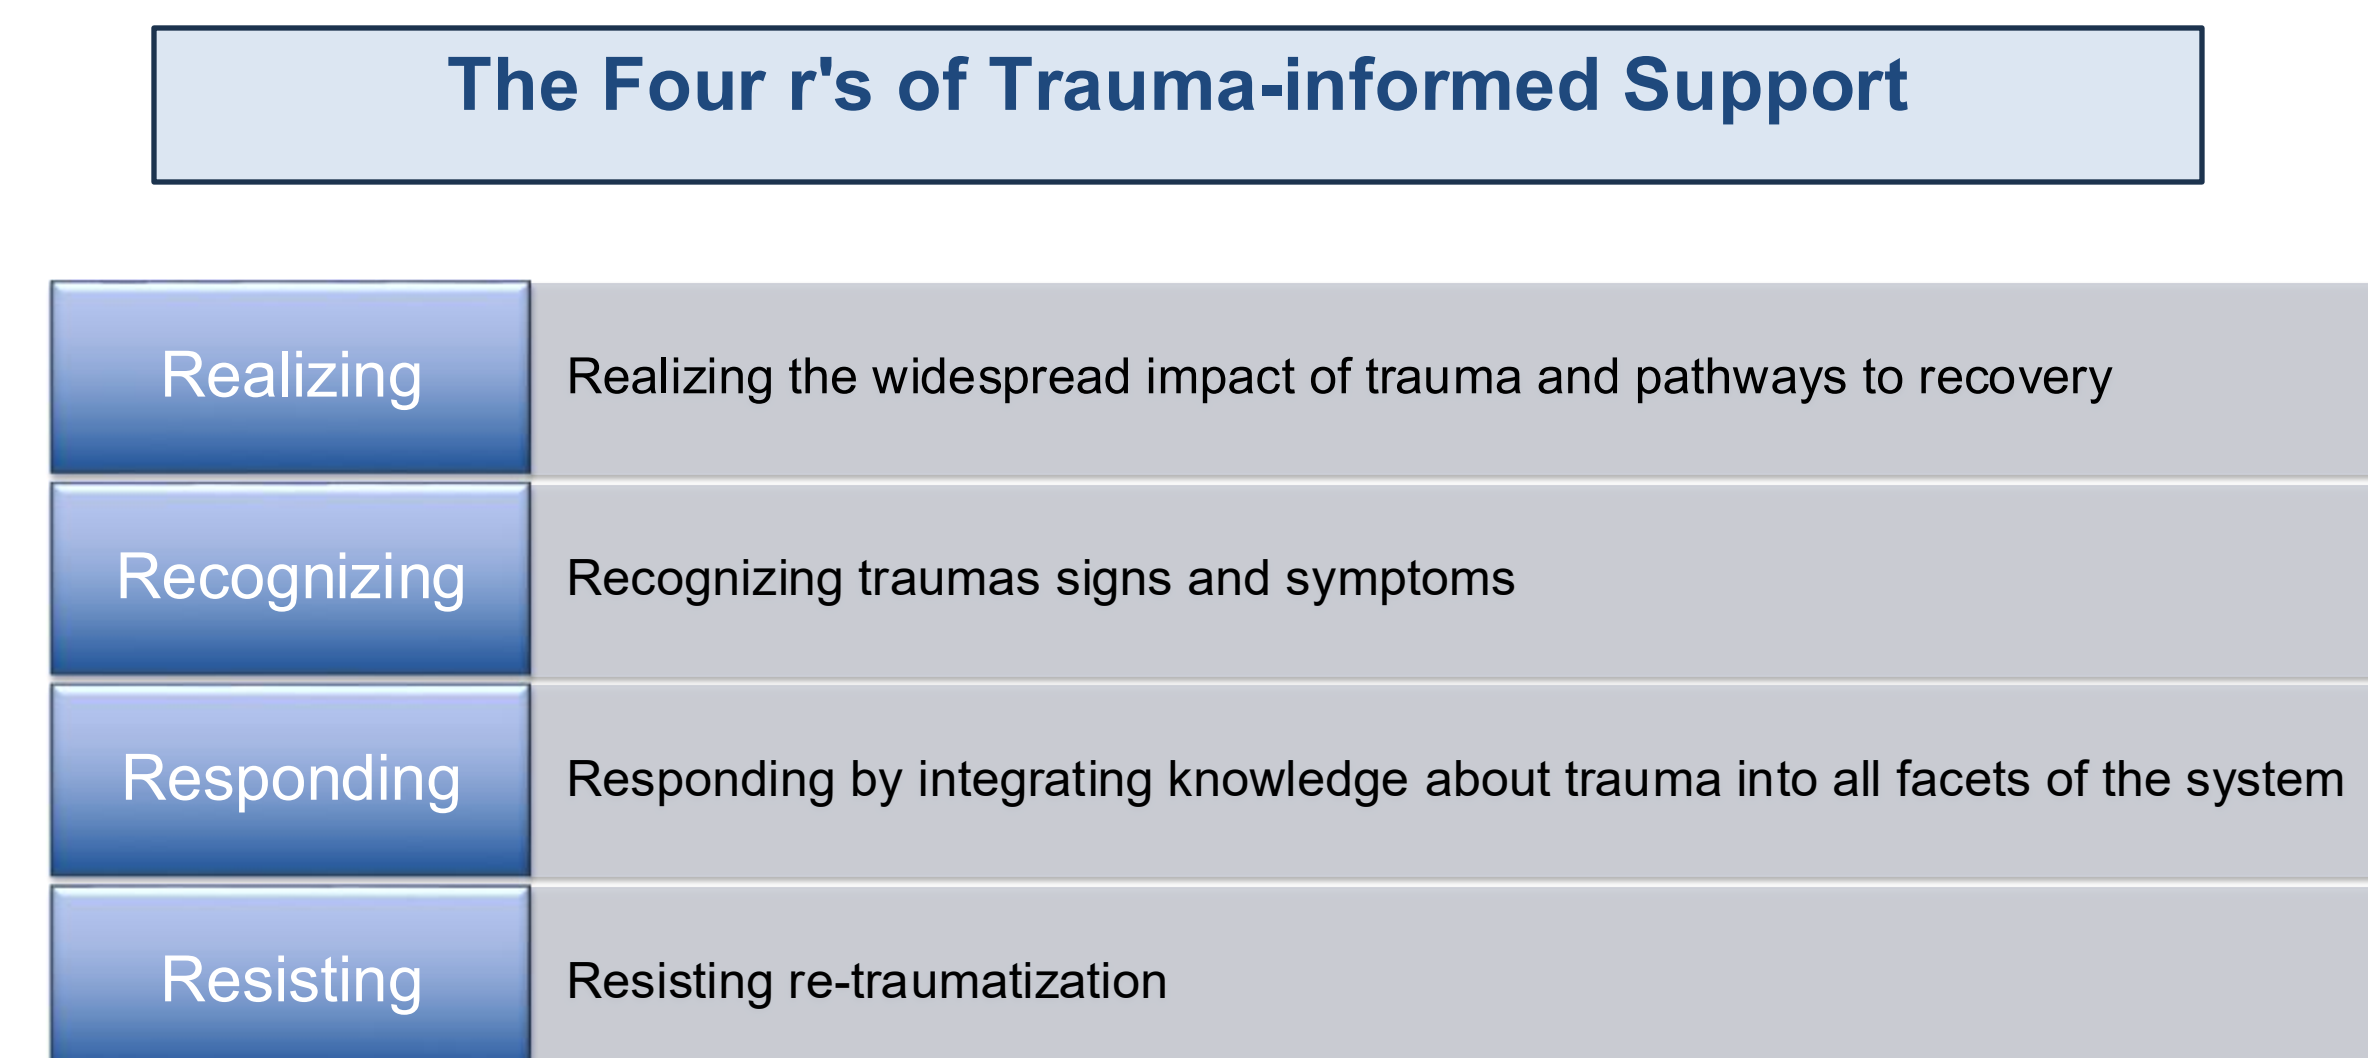 The Four r's of Trauma-informed Support
Realizing
Realizing the widespread impact of trauma and pathways to recovery
Recognizing
Recognizing traumas signs and symptoms
Responding
Responding by integrating knowledge about trauma into all facets of the system
Resisting
Resisting re-traumatization